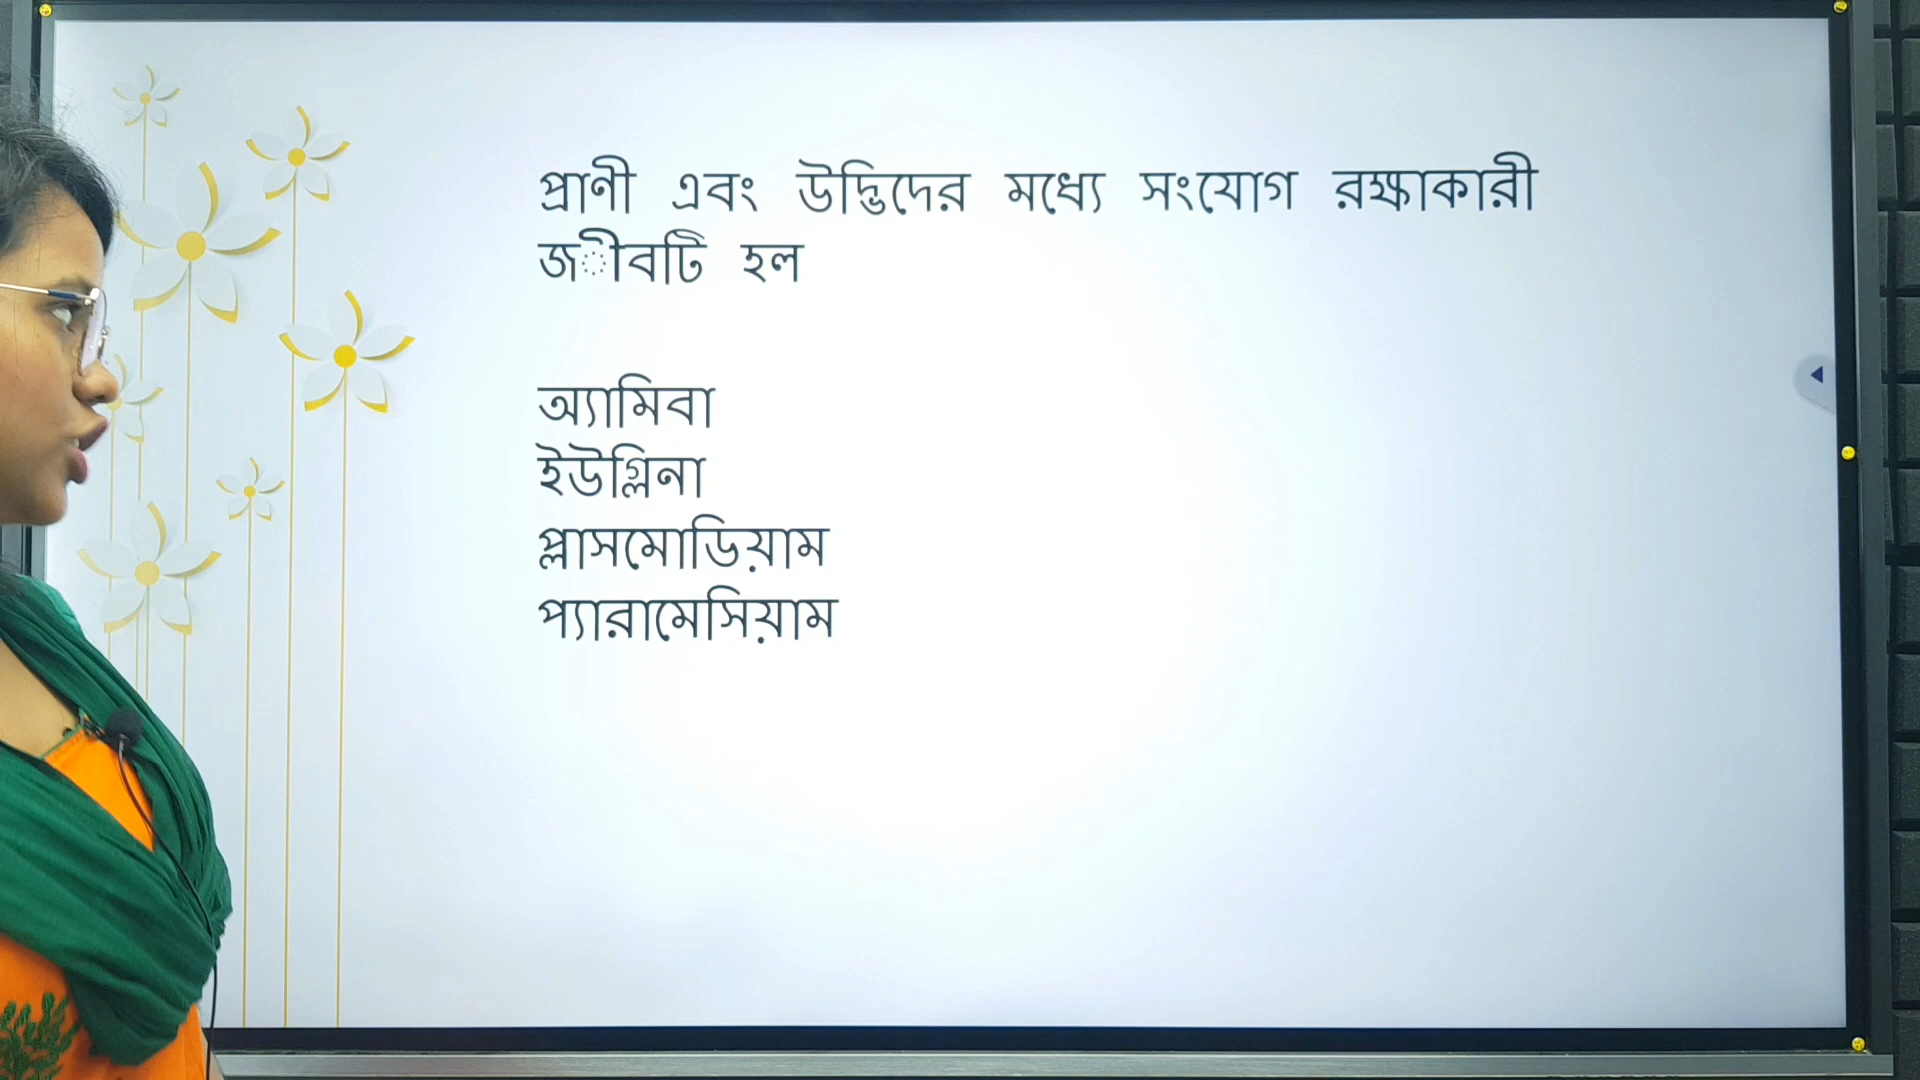 প্রাণী এবং উদ্ভিদের মধ্যে সংযোগ রক্ষাকারী
জীবটি হল
অ্যামিবা
ইউগ্লিনা
প্লাসমোডিয়াম
প্যারামেসিয়াম